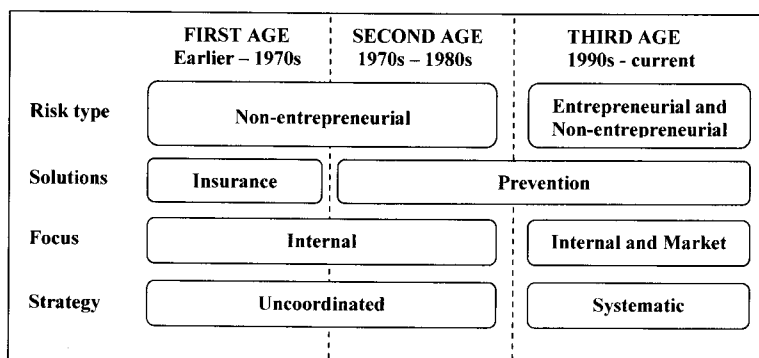 FIRST AGE SECOND AGE THIRD AGE
Earlier – 1970s 1970s – 1980s 1990s - current
Risk type Non-entrepreneurial Entrepreneurial and
Non-entrepreneurial
Solutions Insurance Prevention
Focus Internal Internal and Market
Strategy Uncoordinated Systematic